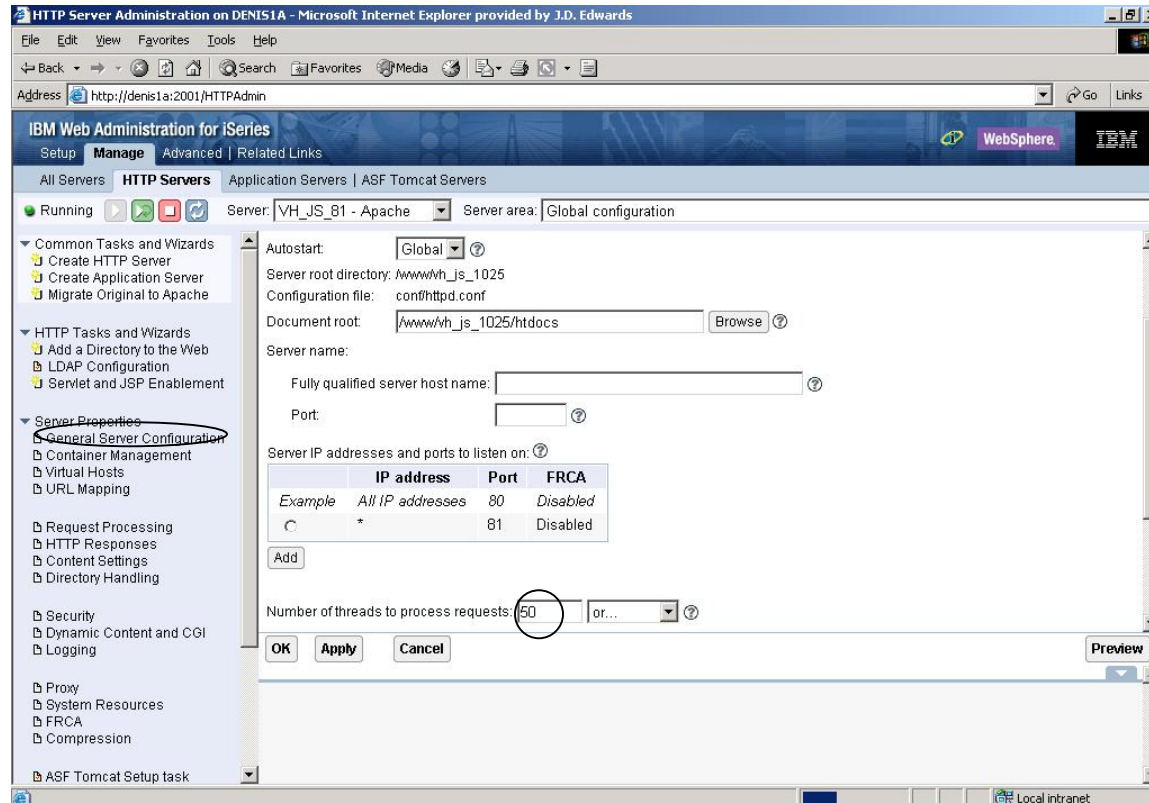 HTTP Server Administration on DENIS1A - Microsoft Internet Explorer provided by J.D. Edwards
File Edit View Favorites Tools Help
Back Search Favorites Media
Address http://denis1a:2001/HTTPAdmin Go Links
IBM Web Administration for iSeries
WebSphere. IBM
Setup Manage Advanced | Related Links
All Servers HTTP Servers Application Servers | ASF Tomcat Servers
Running Server: VH_JS_81 - Apache Server area: Global configuration
Common Tasks and Wizards
Create HTTP Server
Create Application Server
Migrate Original to Apache
HTTP Tasks and Wizards
Add a Directory to the Web
LDAP Configuration
Servlet and JSP Enablement
Server Properties
General Server Configuration
Container Management
Virtual Hosts
URL Mapping
Request Processing
HTTP Responses
Content Settings
Directory Handling
Security
Dynamic Content and CGI
Logging
Proxy
System Resources
FRCA
Compression
ASF Tomcat Setup task
Autostart: Global
Server root directory: /www/vh_js_1025
Configuration file: conf/httpd.conf
Document root: /www/vh_js_1025/htdocs Browse
Server name:
Fully qualified server host name:
Port:
Server IP addresses and ports to listen on:
IP address Port FRCA
Example All IP addresses 80 Disabled
* 81 Disabled
Add
Number of threads to process requests: 50 or...
OK Apply Cancel Preview
Local intranet